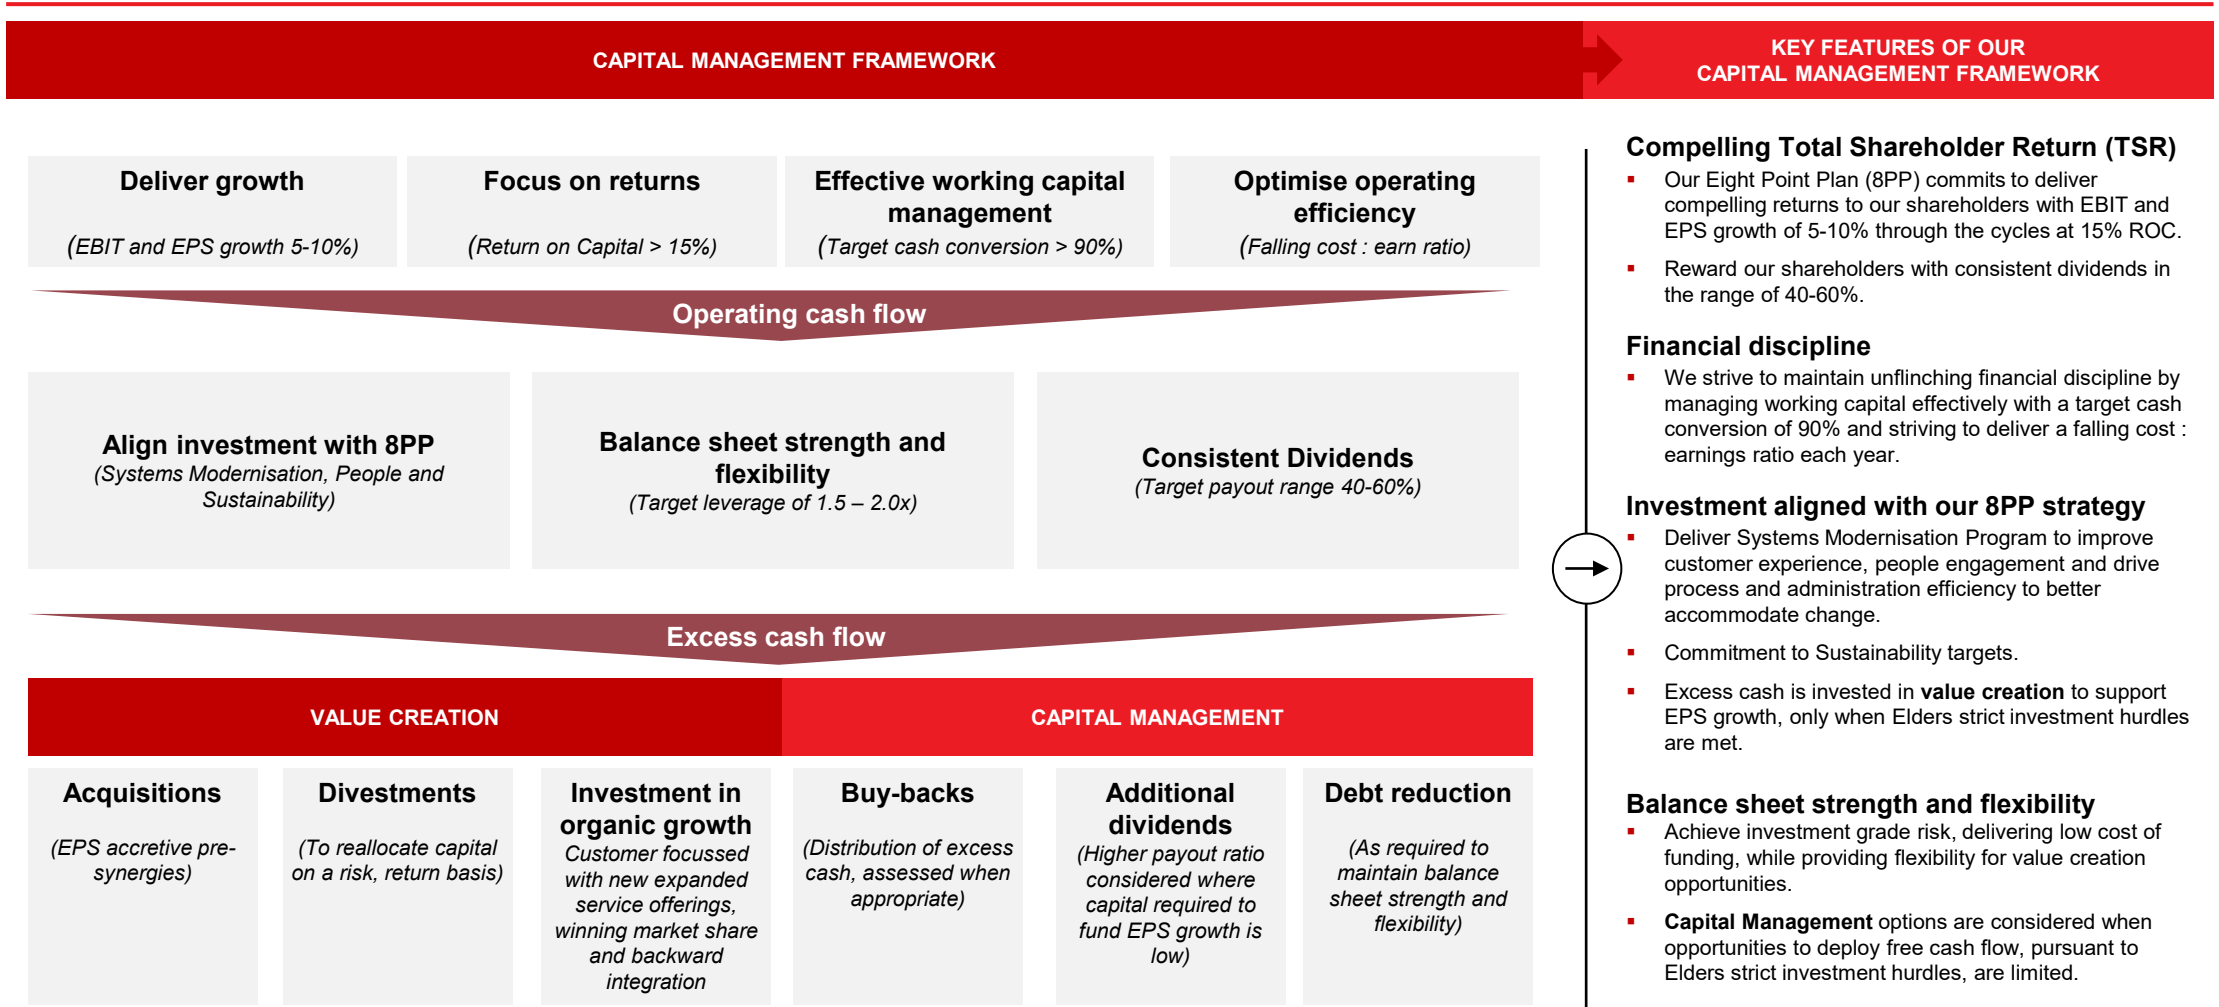 CAPITAL MANAGEMENT FRAMEWORK
KEY FEATURES OF OUR
CAPITAL MANAGEMENT FRAMEWORK
Deliver growth
(EBIT and EPS growth 5-10%)
Focus on returns
(Return on Capital > 15%)
Effective working capital
management
(Target cash conversion > 90%)
Optimise operating
efficiency
(Falling cost : earn ratio)
Operating cash flow
Align investment with 8PP
(Systems Modernisation, People and
Sustainability)
Balance sheet strength and
flexibility
(Target leverage of 1.5 – 2.0x)
Consistent Dividends
(Target payout range 40-60%)
Excess cash flow
VALUE CREATION
CAPITAL MANAGEMENT
Acquisitions
(EPS accretive pre-
synergies)
Divestments
(To reallocate capital
on a risk, return basis)
Investment in
organic growth
Customer focussed
with new expanded
service offerings,
winning market share
and backward
integration
Buy-backs
(Distribution of excess
cash, assessed when
appropriate)
Additional
dividends
(Higher payout ratio
considered where
capital required to
fund EPS growth is
low)
Debt reduction
(As required to
maintain balance
sheet strength and
flexibility)
Compelling Total Shareholder Return (TSR)
▪ Our Eight Point Plan (8PP) commits to deliver
compelling returns to our shareholders with EBIT and
EPS growth of 5-10% through the cycles at 15% ROC.
▪ Reward our shareholders with consistent dividends in
the range of 40-60%.
Financial discipline
▪ We strive to maintain unflinching financial discipline by
managing working capital effectively with a target cash
conversion of 90% and striving to deliver a falling cost :
earnings ratio each year.
Investment aligned with our 8PP strategy
▪ Deliver Systems Modernisation Program to improve
customer experience, people engagement and drive
process and administration efficiency to better
accommodate change.
▪ Commitment to Sustainability targets.
▪ Excess cash is invested in value creation to support
EPS growth, only when Elders strict investment hurdles
are met.
Balance sheet strength and flexibility
▪ Achieve investment grade risk, delivering low cost of
funding, while providing flexibility for value creation
opportunities.
▪ Capital Management options are considered when
opportunities to deploy free cash flow, pursuant to
Elders strict investment hurdles, are limited.